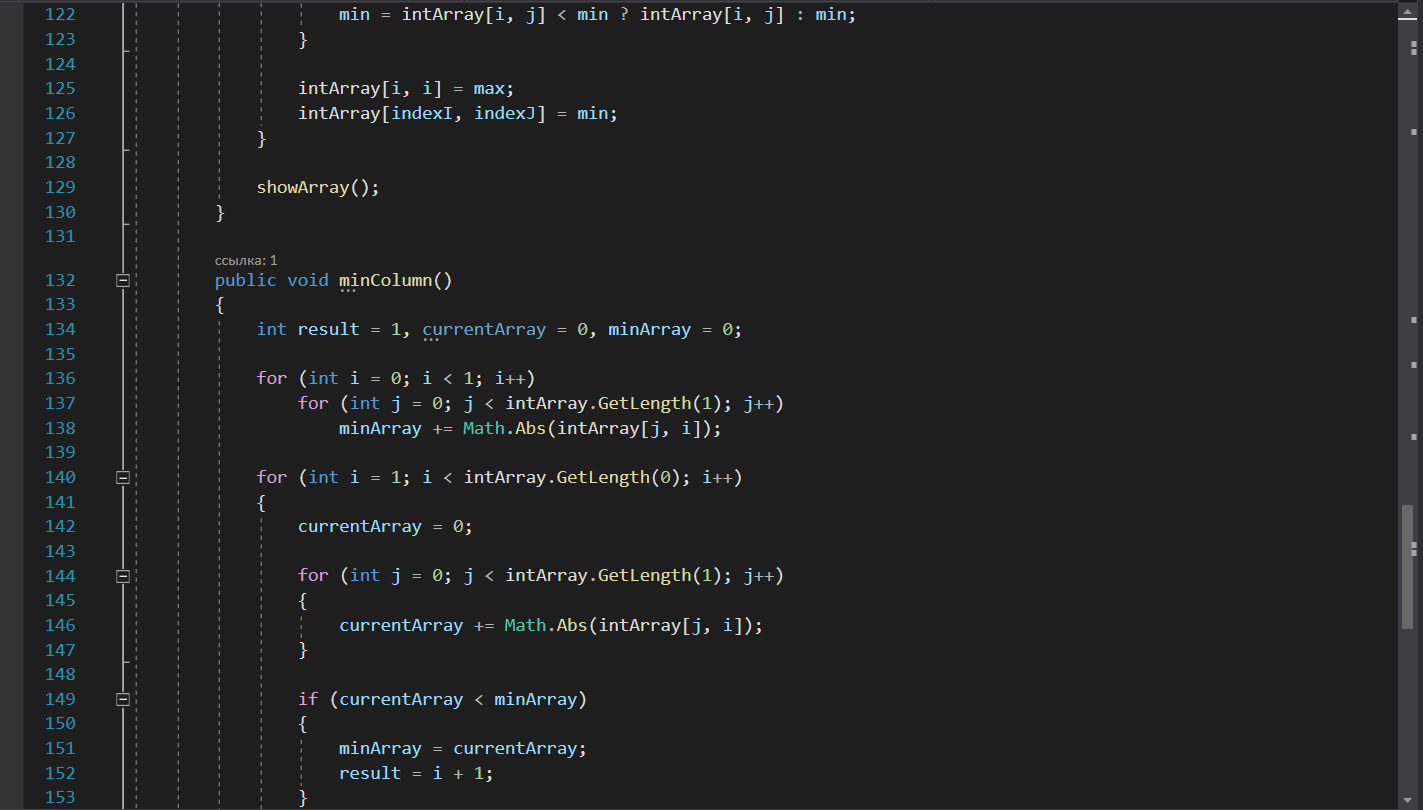 122 min = intArray[i, j] < min ? intArray[i, j] : min;
123 }
124
125 intArray[i, i] = max;
126 intArray[indexI, indexJ] = min;
127 }
128
129 showArray();
130 }
131
ссылка: 1
132 public void minColumn()
133 {
134 int result = 1, currentArray = 0, minArray = 0;
135
136 for (int i = 0; i < 1; i++)
137 for (int j = 0; j < intArray.GetLength(1); j++)
138 minArray += Math.Abs(intArray[j, i]);
139
140 for (int i = 1; i < intArray.GetLength(0); i++)
141 {
142 currentArray = 0;
143
144 for (int j = 0; j < intArray.GetLength(1); j++)
145 {
146 currentArray += Math.Abs(intArray[j, i]);
147 }
148
149 if (currentArray < minArray)
150 {
151 minArray = currentArray;
152 result = i + 1;
153 }